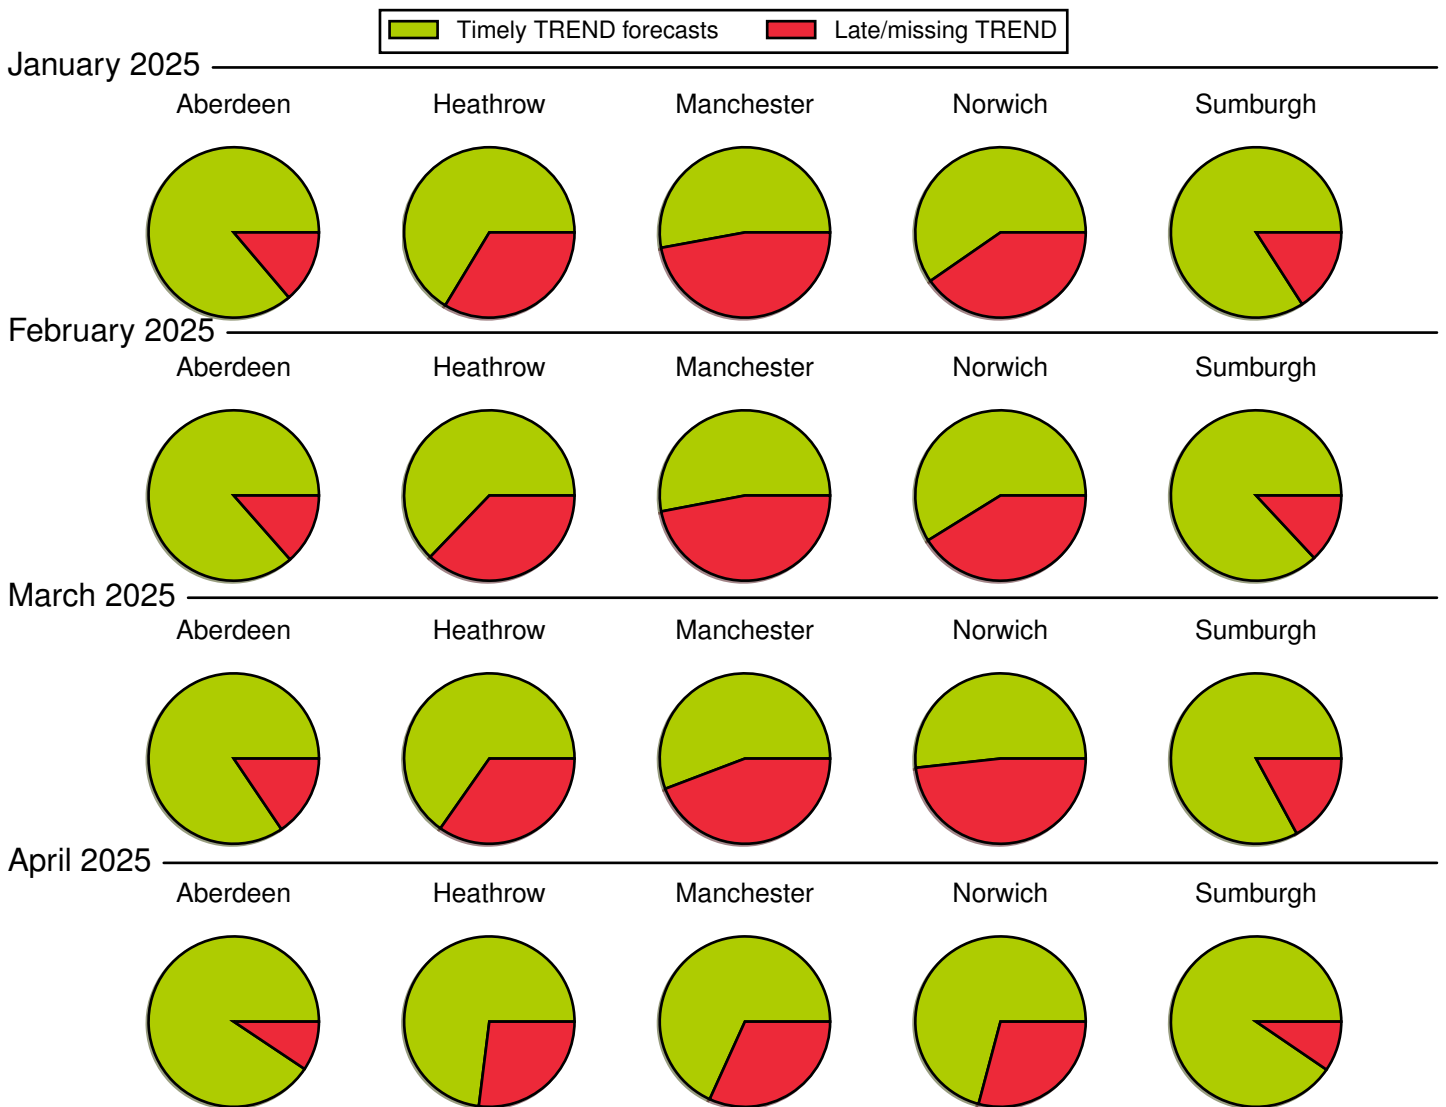 Timely TREND forecasts Late/missing TREND
January 2025
Aberdeen Heathrow Manchester Norwich Sumburgh
February 2025
Aberdeen Heathrow Manchester Norwich Sumburgh
March 2025
Aberdeen Heathrow Manchester Norwich Sumburgh
April 2025
Aberdeen Heathrow Manchester Norwich Sumburgh